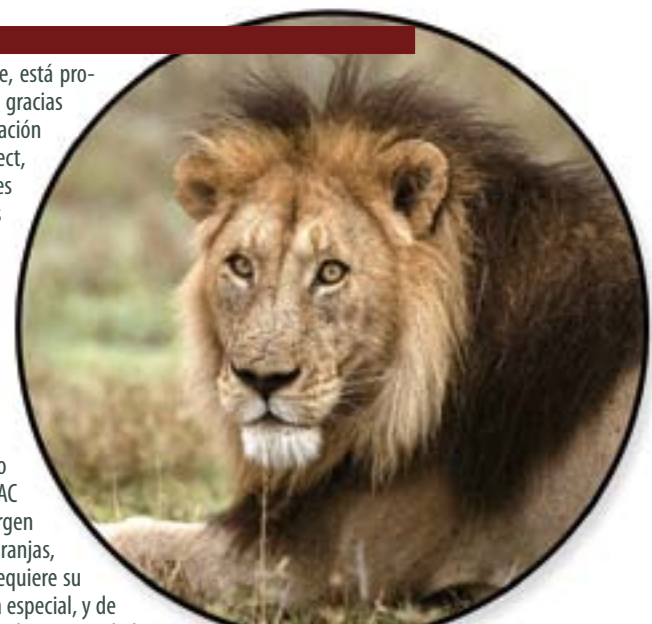 e, está pro-
gracias
ación
ect,
es
s
o
AC
rgen
ranjas,
equiere su
especial, y de